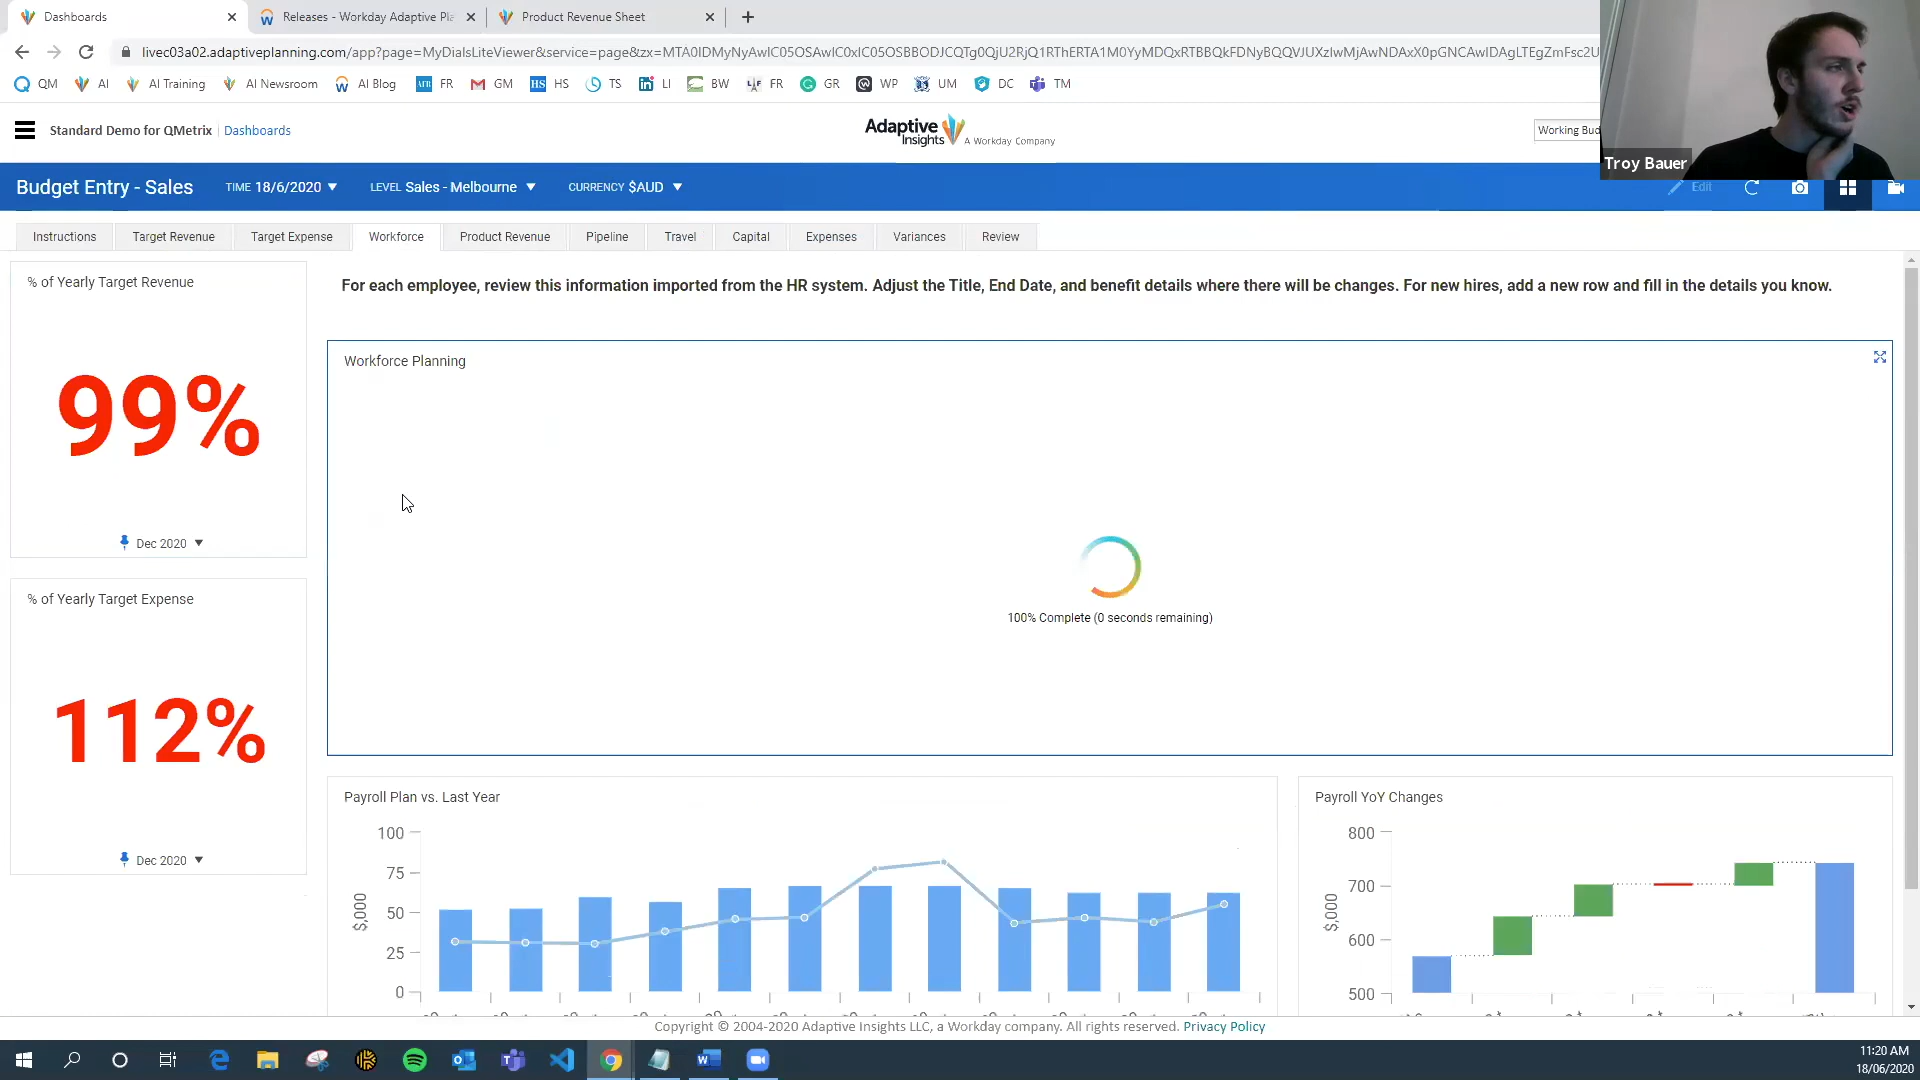 Dashboards
Releases - Workday Adaptive Pla
Product Revenue Sheet
livec03a02.adaptiveplanning.com/app?page=MyDialsLiteViewer&service=page&zx=
QM
AI
AI Training
AI Newsroom
AI Blog
FR
GM
HS
HS
TS
LI
BW
FR
GR
WP
UM
DC
TM
Standard Demo for QMetrix
Dashboards
Adaptive Insights
A Workday Company
Working Bud
Troy Bauer
Budget Entry - Sales
TIME 18/6/2020
LEVEL Sales - Melbourne
CURRENCY $AUD
Edit
Instructions
Target Revenue
Target Expense
Workforce
Product Revenue
Pipeline
Travel
Capital
Expenses
Variances
Review
% of Yearly Target Revenue
99%
Dec 2020
% of Yearly Target Expense
112%
Dec 2020
For each employee, review this information imported from the HR system. Adjust the Title, End Date, and benefit details where there will be changes. For new hires, add a new row and fill in the details you know.
Workforce Planning
100% Complete (0 seconds remaining)
Payroll Plan vs. Last Year
100
75
50
25
0
$,000
Payroll YoY Changes
800
700
600
500
$,000
Copyright © 2004-2020 Adaptive Insights LLC, a Workday company. All rights reserved. Privacy Policy
11:20 AM
18/06/2020